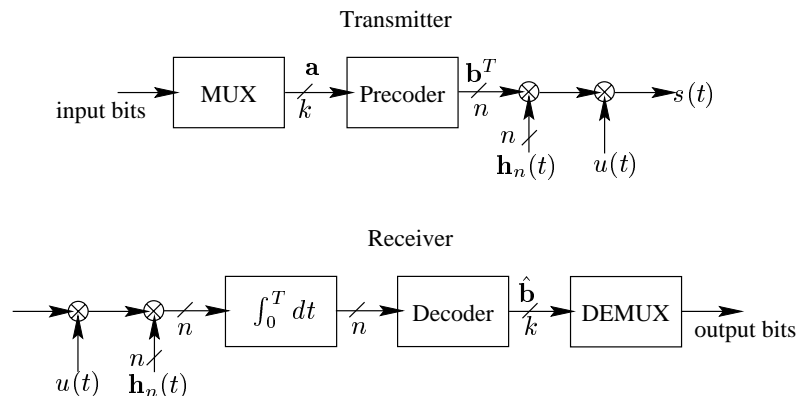 Transmitter
input bits
MUX
a
k
Precoder
b^T
n
n
h_n(t)
u(t)
s(t)
Receiver
u(t)
n
h_n(t)
n
∫_0^T dt
n
Decoder
b̂
k
DEMUX
output bits